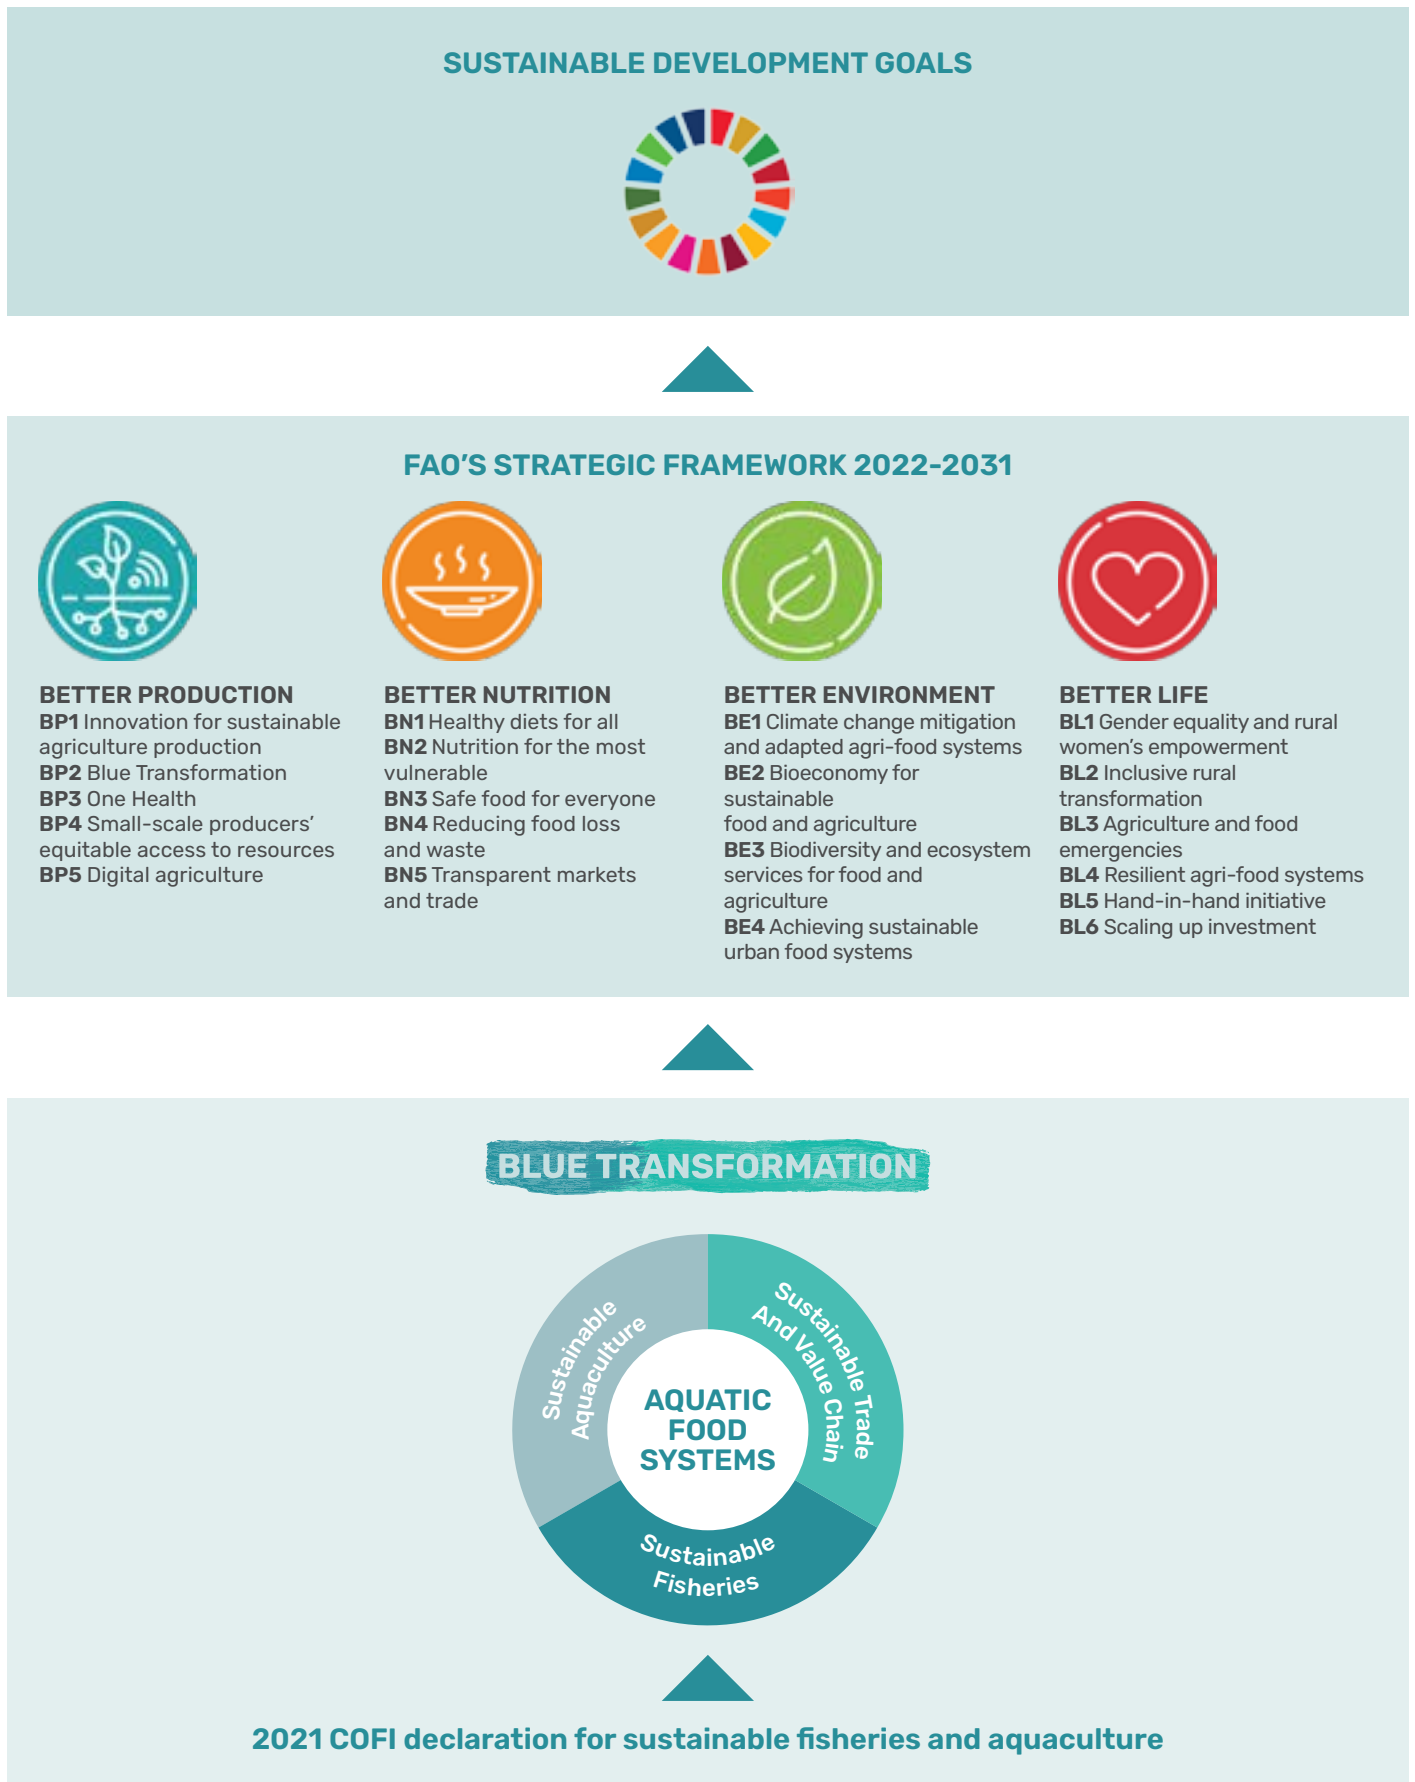 SUSTAINABLE DEVELOPMENT GOALS
FAO’S STRATEGIC FRAMEWORK 2022-2031
BETTER PRODUCTION
BP1 Innovation for sustainable
agriculture production
BP2 Blue Transformation
BP3 One Health
BP4 Small-scale producers’
equitable access to resources
BP5 Digital agriculture
BETTER NUTRITION
BN1 Healthy diets for all
BN2 Nutrition for the most
vulnerable
BN3 Safe food for everyone
BN4 Reducing food loss
and waste
BN5 Transparent markets
and trade
BETTER ENVIRONMENT
BE1 Climate change mitigation
and adapted agri-food systems
BE2 Bioeconomy for
sustainable
food and agriculture
BE3 Biodiversity and ecosystem
services for food and
agriculture
BE4 Achieving sustainable
urban food systems
BETTER LIFE
BL1 Gender equality and rural
women’s empowerment
BL2 Inclusive rural
transformation
BL3 Agriculture and food
emergencies
BL4 Resilient agri-food systems
BL5 Hand-in-hand initiative
BL6 Scaling up investment
BLUE TRANSFORMATION
Sustainable
Aquaculture
Sustainable Trade
And Value Chain
AQUATIC
FOOD
SYSTEMS
Sustainable
Fisheries
2021 COFI declaration for sustainable fisheries and aquaculture